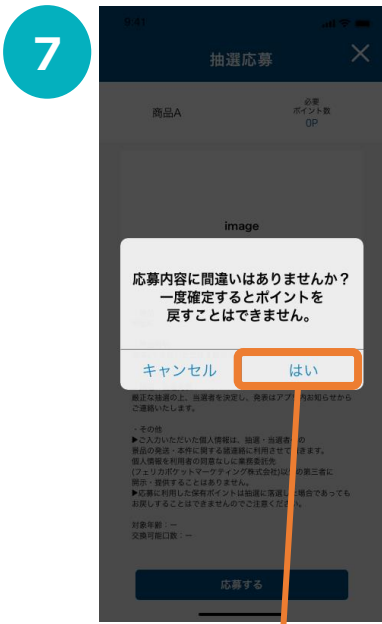 7
9:41
抽選応募
商品A
必要
ポイント数
0P
image
応募内容に間違いはありませんか？
一度確定するとポイントを
戻すことはできません。
キャンセル
はい
厳正な抽選の上、当選者を決定し、発表はアプリ内お知らせから
ご連絡いたします。
・その他
▶ご入力いただいた個人情報は、抽選・当選者への
景品の発送・本件に関する諸連絡に利用させていただきます。
個人情報を利用者の同意なしに業務委託先
(フェリカポケットマーケティング株式会社)以外の第三者に
開示・提供することはありません。
▶応募に利用した保有ポイントは抽選に落選した場合であっても
お戻しすることはできませんのでご注意ください。
対象年齢：ー
交換可能口数：ー
応募する